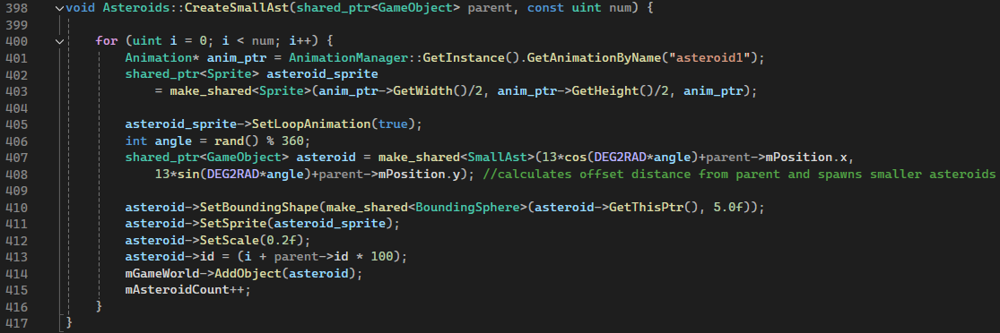 398 void Asteroids::CreateSmallAst(shared_ptr<GameObject> parent, const uint num) {
399
400     for (uint i = 0; i < num; i++) {
401         Animation* anim_ptr = AnimationManager::GetInstance().GetAnimationByName("asteroid1");
402         shared_ptr<Sprite> asteroid_sprite
403             = make_shared<Sprite>(anim_ptr->GetWidth()/2, anim_ptr->GetHeight()/2, anim_ptr);
404
405         asteroid_sprite->SetLoopAnimation(true);
406         int angle = rand() % 360;
407         shared_ptr<GameObject> asteroid = make_shared<SmallAst>(13*cos(DEG2RAD*angle)+parent->mPosition.x,
408             13*sin(DEG2RAD*angle)+parent->mPosition.y); //calculates offset distance from parent and spawns smaller asteroids
409
410         asteroid->SetBoundingShape(make_shared<BoundingSphere>(asteroid->GetThisPtr(), 5.0f));
411         asteroid->SetSprite(asteroid_sprite);
412         asteroid->SetScale(0.2f);
413         asteroid->id = (i + parent->id * 100);
414         mGameWorld->AddObject(asteroid);
415         mAsteroidCount++;
416     }
417 }